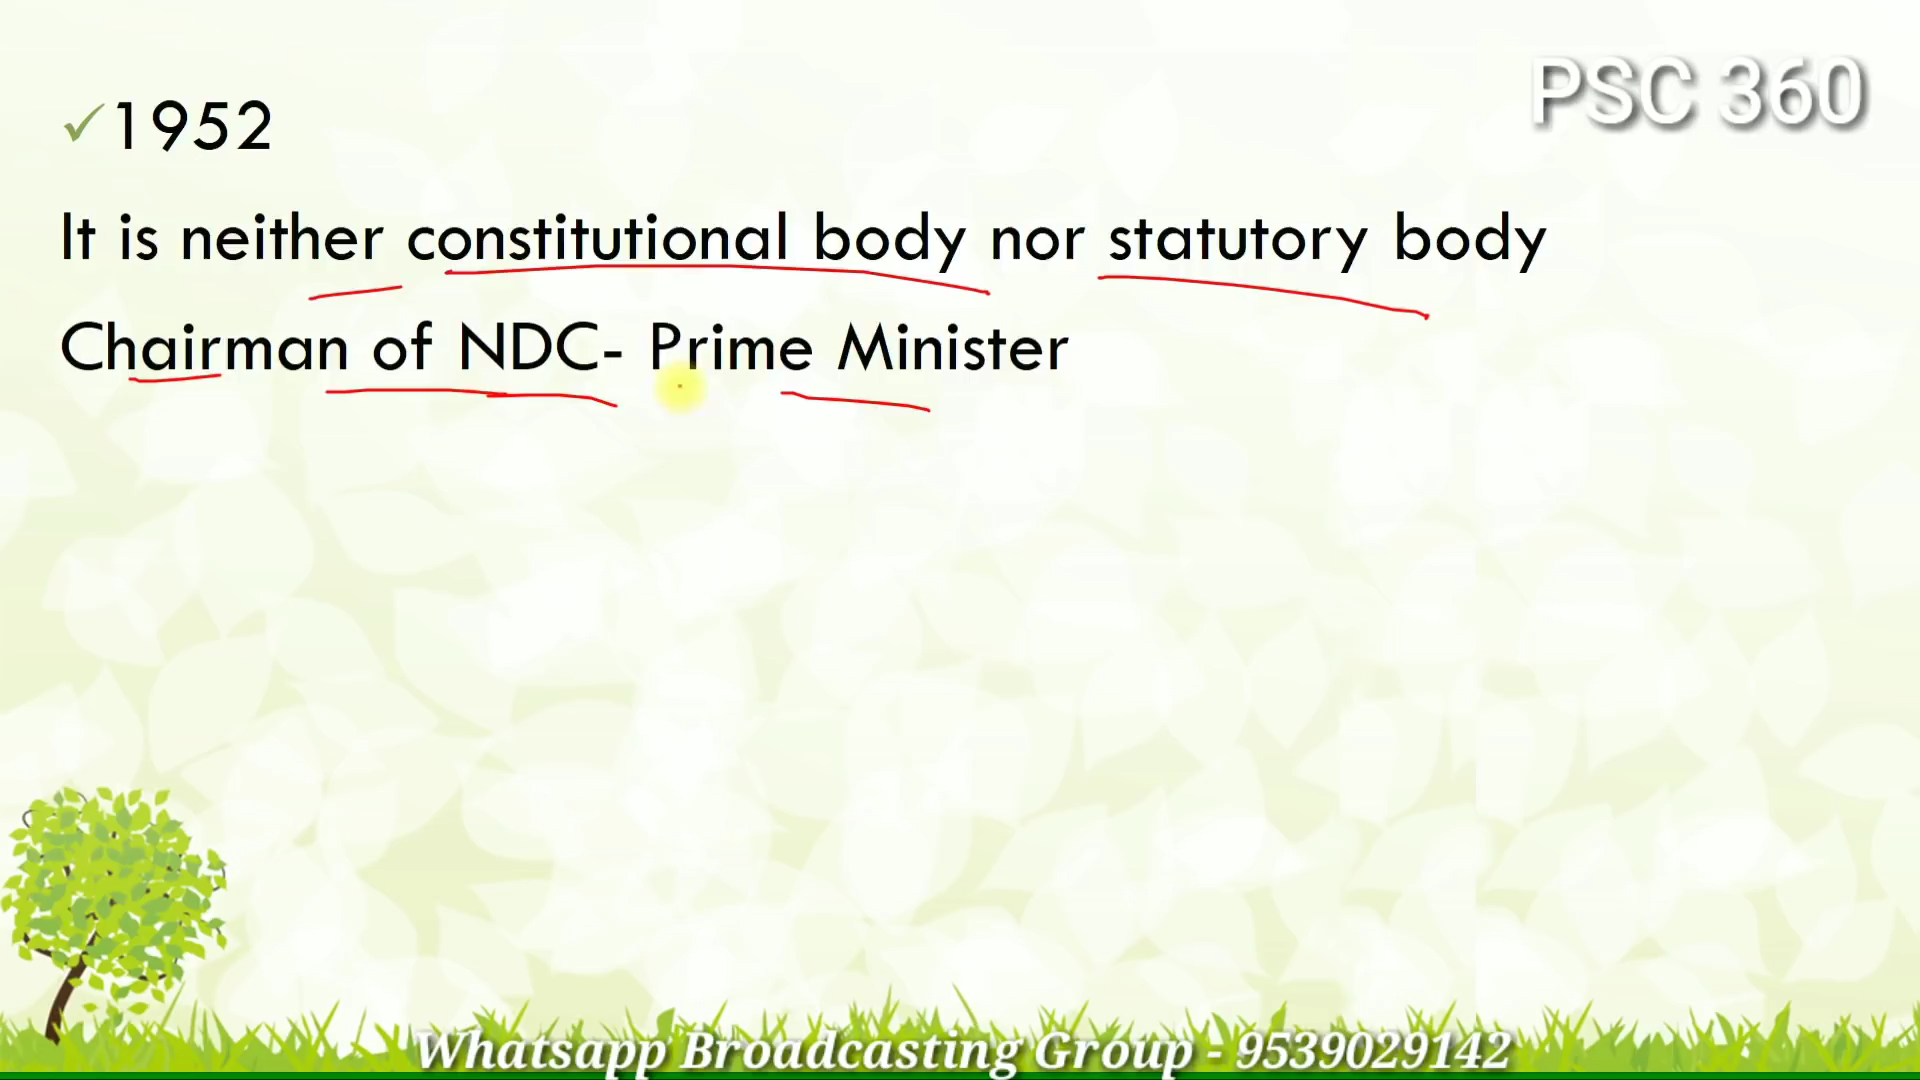 PSC 360
✓1952
It is neither constitutional body nor statutory body
Chairman of NDC- Prime Minister
Whatsapp Broadcasting Group - 9539029142